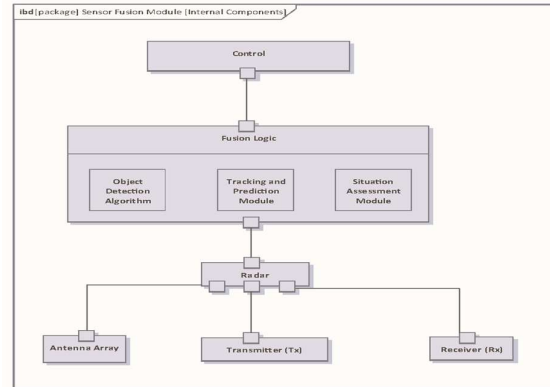 ibd [package] Sensor Fusion Module [Internal Components]
Control
Fusion Logic
Object
Detection
Algorithm
Tracking and
Prediction
Module
Situation
Assessment
Module
Radar
Antenna Array
Transmitter (Tx)
Receiver (Rx)